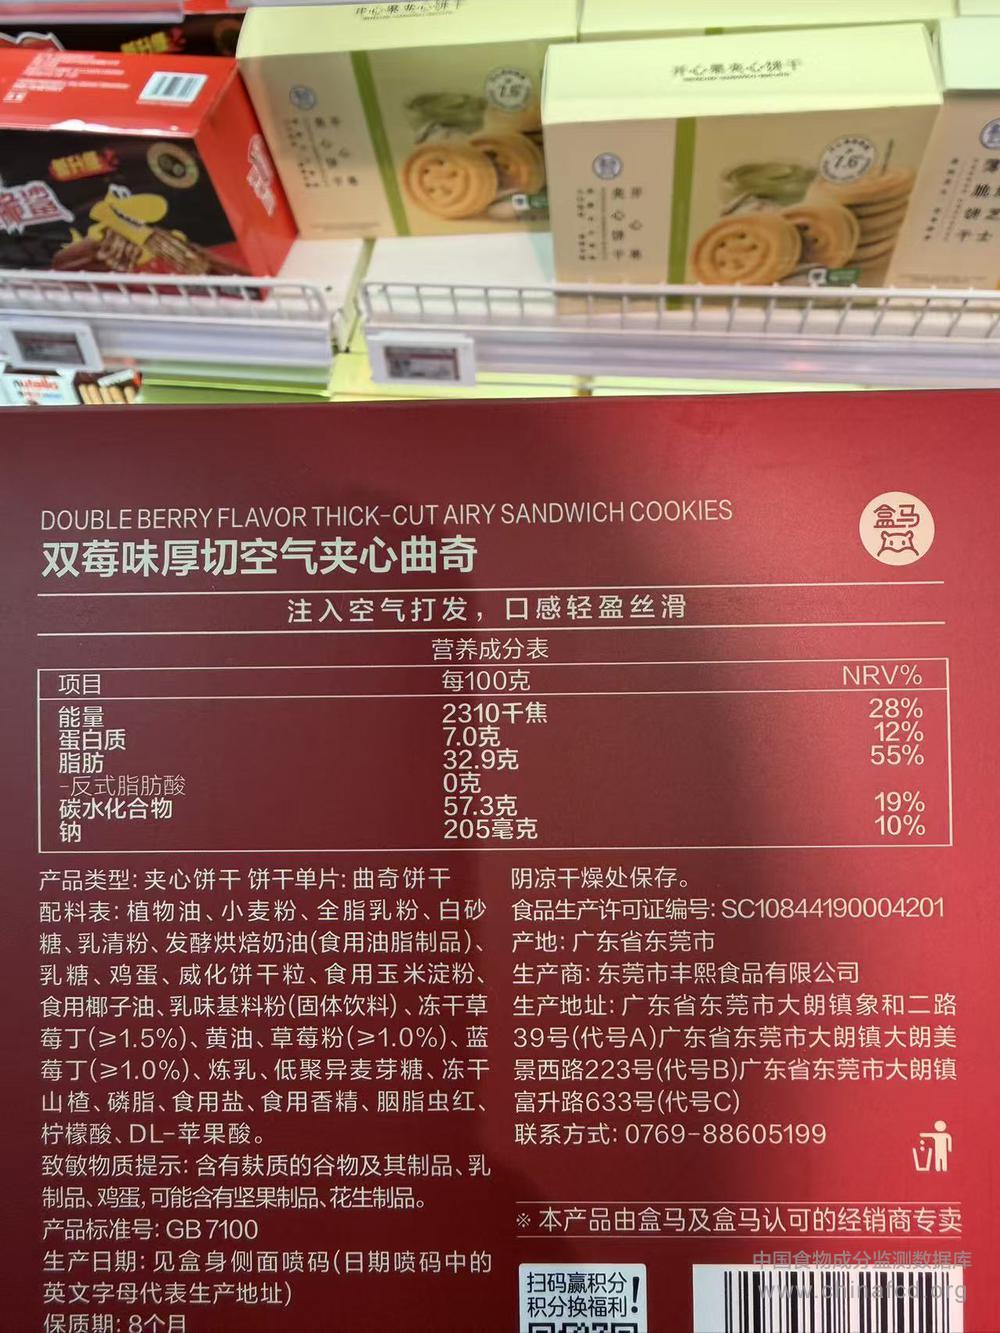 开心果夹心饼干
开心果夹心饼干
1.6
1.6
nutella
DOUBLE BERRY FLAVOR THICK-CUT AIRY SANDWICH COOKIES
盒马
双莓味厚切空气夹心曲奇
注入空气打发，口感轻盈丝滑
营养成分表
项目 每100克 NRV%
能量 2310千焦 28%
蛋白质 7.0克 12%
脂肪 32.9克 55%
-反式脂肪酸 0克
碳水化合物 57.3克 19%
钠 205毫克 10%
产品类型: 夹心饼干 饼干单片: 曲奇饼干
配料表: 植物油、小麦粉、全脂乳粉、白砂
糖、乳清粉、发酵烘焙奶油(食用油脂制品)、
乳糖、鸡蛋、威化饼干粒、食用玉米淀粉、
食用椰子油、乳味基料粉(固体饮料)、冻干草
莓丁(≥1.5%)、黄油、草莓粉(≥1.0%)、蓝
莓丁(≥1.0%)、炼乳、低聚异麦芽糖、冻干
山楂、磷脂、食用盐、食用香精、胭脂虫红、
柠檬酸、DL-苹果酸。
致敏物质提示: 含有麸质的谷物及其制品、乳
制品、鸡蛋,可能含有坚果制品、花生制品。
产品标准号: GB 7100
生产日期: 见盒身侧面喷码(日期喷码中的
英文字母代表生产地址)
保质期: 8个月
阴凉干燥处保存。
食品生产许可证编号: SC10844190004201
产地: 广东省东莞市
生产商: 东莞市丰熙食品有限公司
生产地址: 广东省东莞市大朗镇象和二路
39号(代号A)广东省东莞市大朗镇大朗美
景西路223号(代号B)广东省东莞市大朗镇
富升路633号(代号C)
联系方式: 0769-88605199
※ 本产品由盒马及盒马认可的经销商专卖
扫码赢积分
积分换福利!
中国食物成分监测数据库
www.chinafcd.org